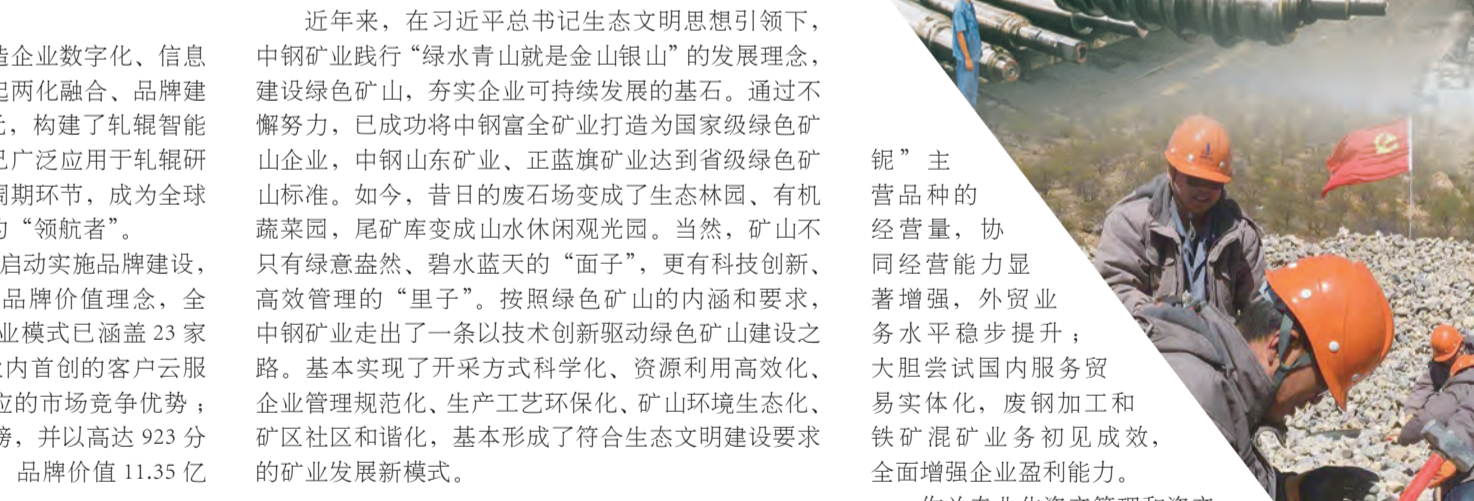 造企业数字化、信息
起两化融合、品牌建
，构建了轧辊智能
已广泛应用于轧辊研
周期环节，成为全球
的“领航者”。
启动实施品牌建设，
品牌价值理念，全
业模式已涵盖 23 家
内首创的客户云服
应的市场竞争优势；
榜，并以高达 923 分
品牌价值 11.35 亿
近年来，在习近平总书记生态文明思想引领下，
中钢矿业践行“绿水青山就是金山银山”的发展理念，
建设绿色矿山，夯实企业可持续发展的基石。通过不
懈努力，已成功将中钢富全矿业打造为国家级绿色矿
山企业，中钢山东矿业、正蓝旗矿业达到省级绿色矿
山标准。如今，昔日的废石场变成了生态林园、有机
蔬菜园，尾矿库变成山水休闲观光园。当然，矿山不
只有绿意盎然、碧水蓝天的“面子”，更有科技创新、
高效管理的“里子”。按照绿色矿山的内涵和要求，
中钢矿业走出了一条以技术创新驱动绿色矿山建设之
路。基本实现了开采方式科学化、资源利用高效化、
企业管理规范化、生产工艺环保化、矿山环境生态化、
矿区社区和谐化，基本形成了符合生态文明建设要求
的矿业发展新模式。
铌”主
营品种的
经营量，协
同经营能力显
著增强，外贸业
务水平稳步提升；
大胆尝试国内服务贸
易实体化，废钢加工和
铁矿混矿业务初见成效，
全面增强企业盈利能力。